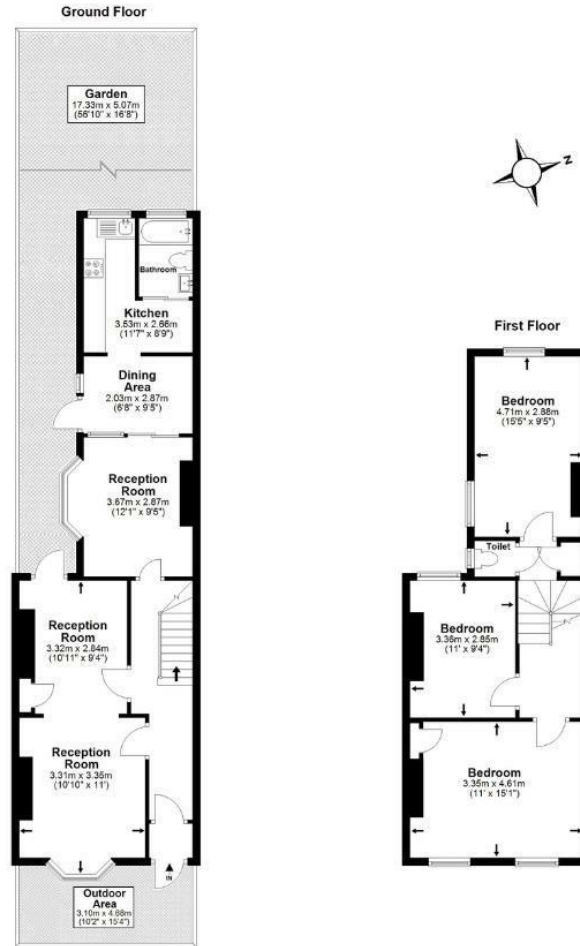 Ground Floor
Garden
17.33m x 5.07m
(56'10" x 16'8")
Bathroom
Kitchen
3.53m x 2.66m
(11'7" x 8'9")
Dining
Area
2.03m x 2.87m
(6'8" x 9'5")
Reception
Room
3.67m x 2.87m
(12'1" x 9'5")
Reception
Room
3.32m x 2.84m
(10'11" x 9'4")
Reception
Room
3.31m x 3.35m
(10'10" x 11')
IN
Outdoor
Area
3.10m x 4.68m
(10'2" x 15'4")
Z
First Floor
Bedroom
4.71m x 2.88m
(15'5" x 9'5")
Toilet
Bedroom
3.36m x 2.85m
(11' x 9'4")
Bedroom
3.35m x 4.61m
(11' x 15'1")